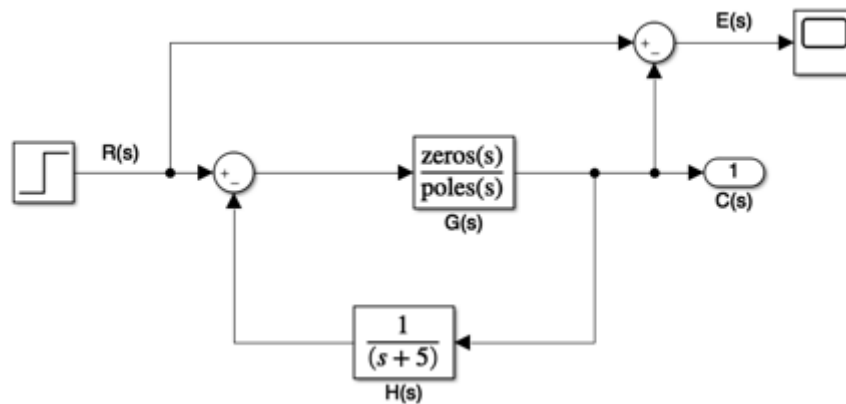 E(s)
+
-
R(s)
+
-
zeros(s)
poles(s)
G(s)
1
C(s)
1
(s + 5)
H(s)